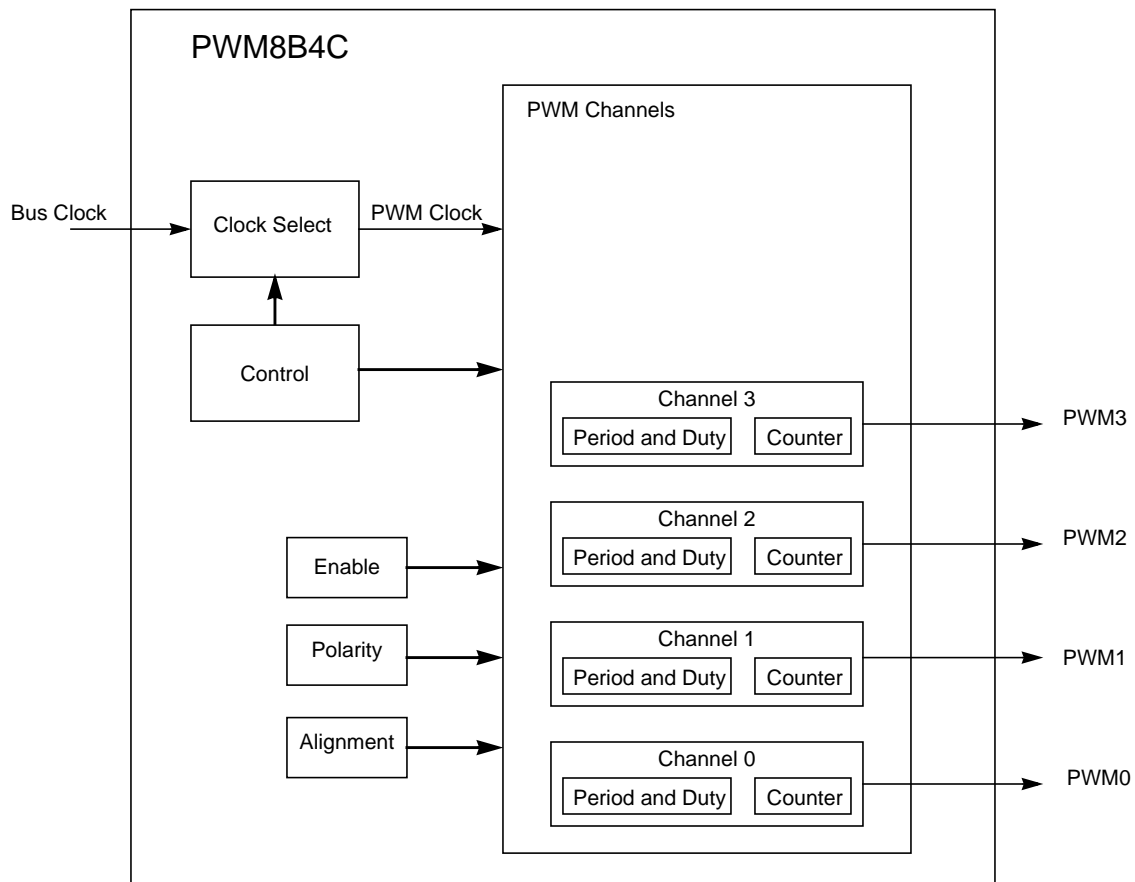 PWM8B4C
PWM Channels
Bus Clock
Clock Select
PWM Clock
Control
Channel 3
Period and Duty
Counter
PWM3
Channel 2
Period and Duty
Counter
PWM2
Enable
Channel 1
Period and Duty
Counter
PWM1
Polarity
Alignment
Channel 0
Period and Duty
Counter
PWM0